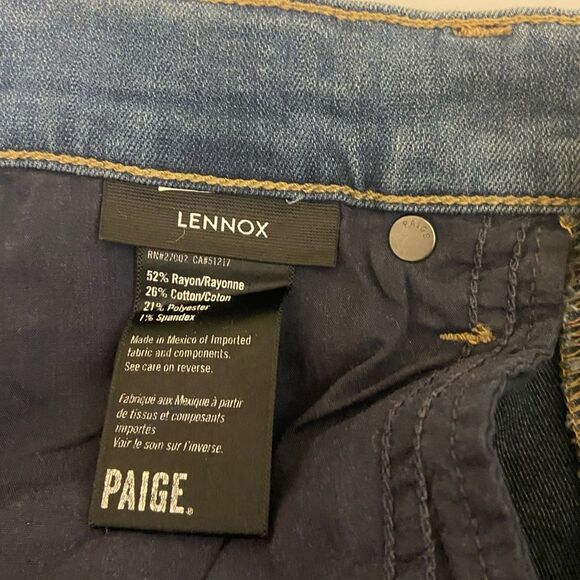 LENNOX
PAIGE
RN#27002 CA#51217
52% Rayon/Rayonne
26% Cotton/Coton
21% Polyester
1% Spandex
Made in Mexico of Imported
fabric and components.
See care on reverse.
Fabriqué aux Mexique à partir
de tissus et composants
importés
Voir le soin sur l'inverse.
PAIGE®